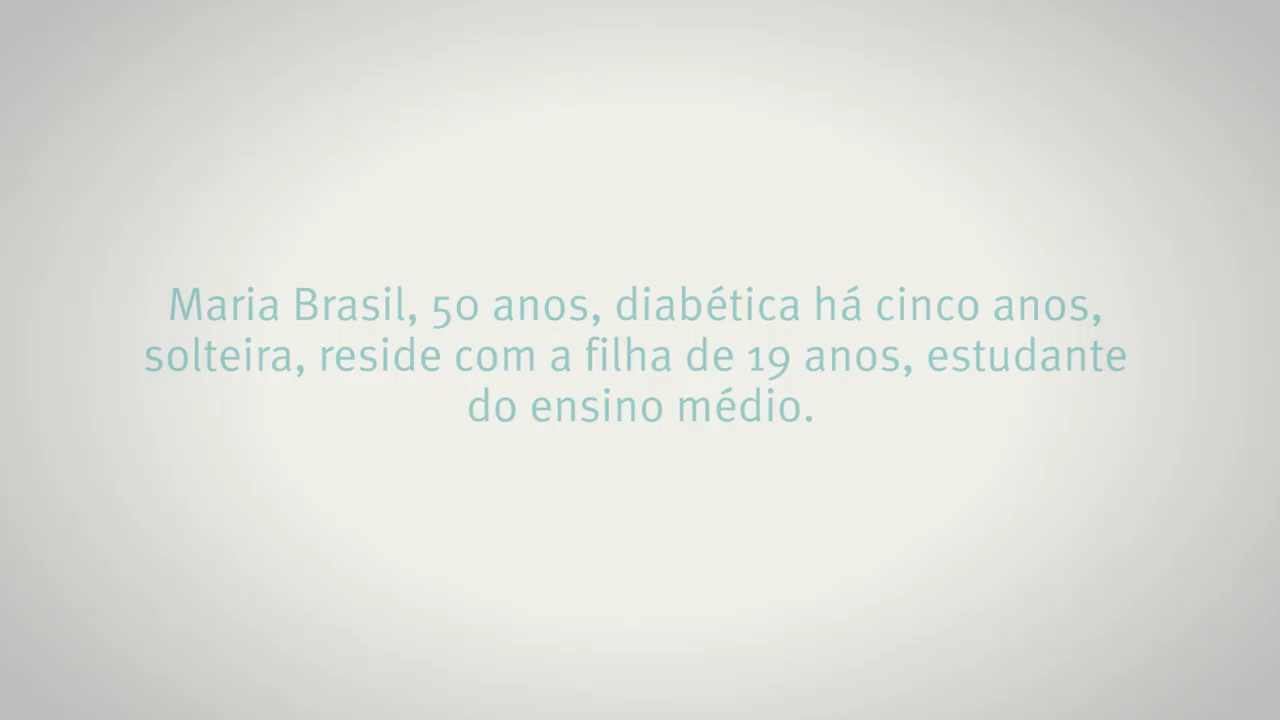 Maria Brasil, 50 anos, diabética há cinco anos,
solteira, reside com a filha de 19 anos, estudante
do ensino médio.